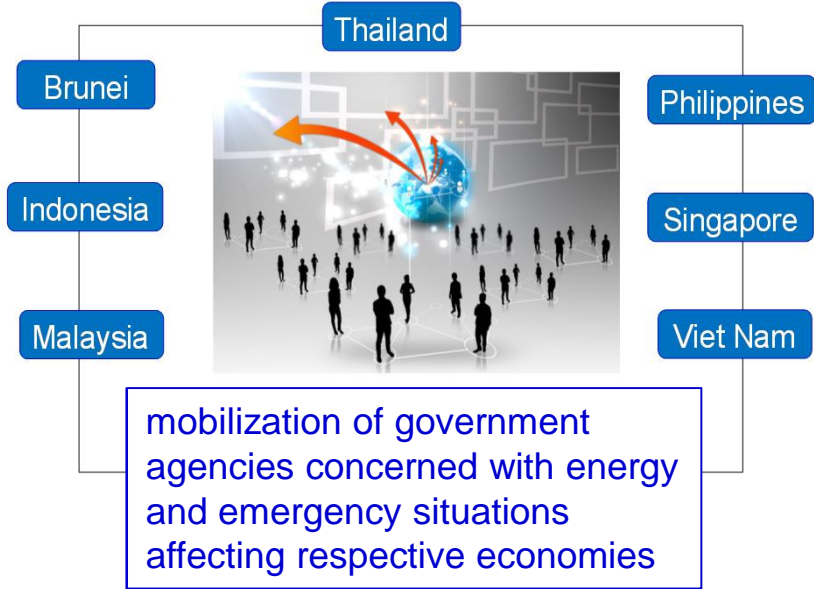 Thailand
Brunei
Philippines
Indonesia
Singapore
Malaysia
Viet Nam
mobilization of government
agencies concerned with energy
and emergency situations
affecting respective economies